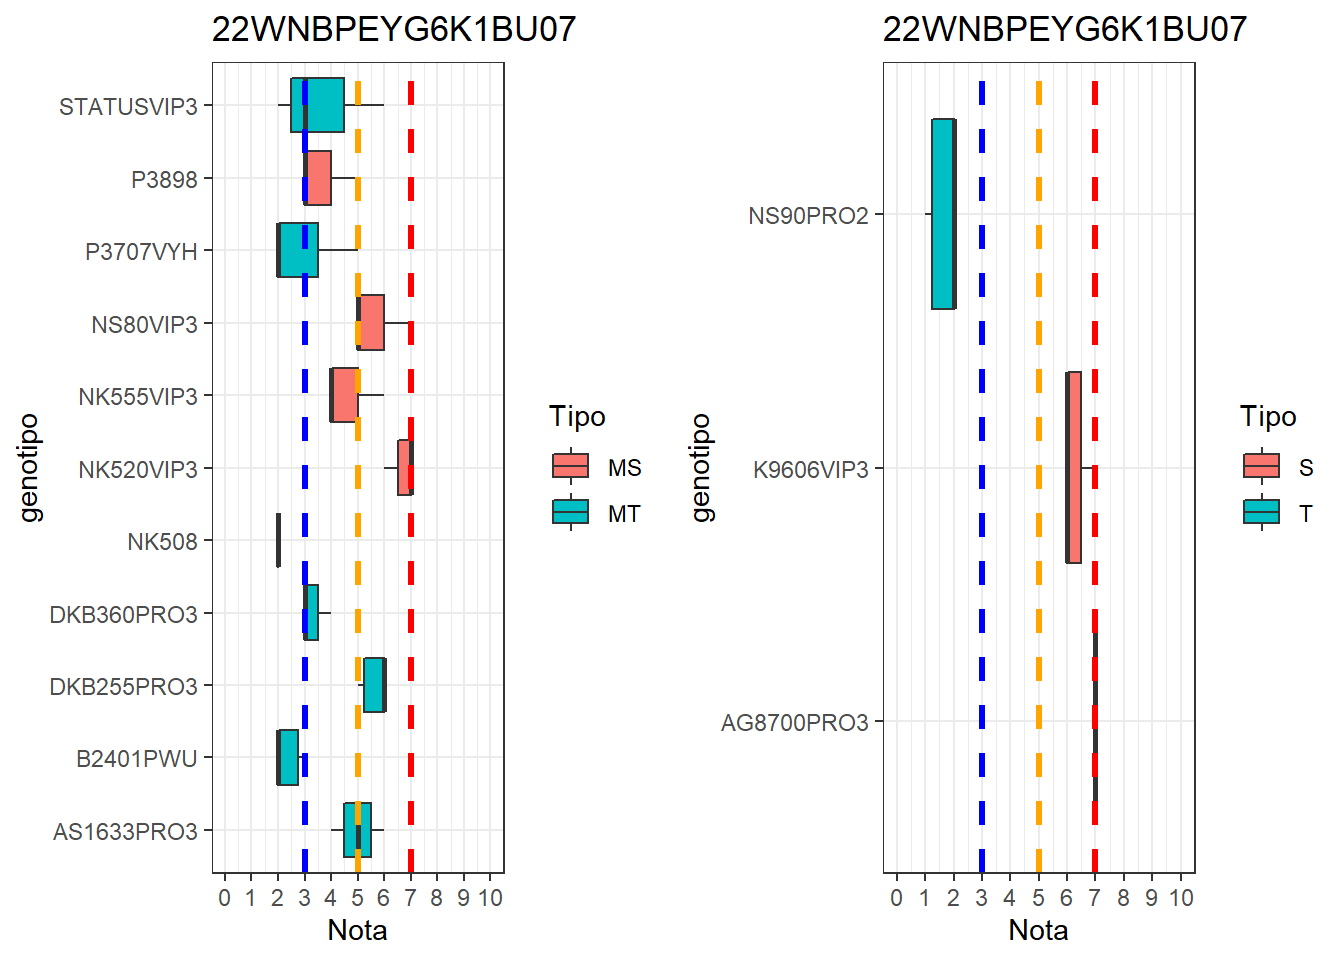 22WNBPEYG6K1BU07
STATUSVIP3
P3898
P3707VYH
NS80VIP3
NK555VIP3
NK520VIP3
NK508
DKB360PRO3
DKB255PRO3
B2401PWU
AS1633PRO3
genotipo
0 1 2 3 4 5 6 7 8 9 10
Nota
Tipo
MS
MT
22WNBPEYG6K1BU07
NS90PRO2
K9606VIP3
AG8700PRO3
genotipo
0 1 2 3 4 5 6 7 8 9 10
Nota
Tipo
S
T